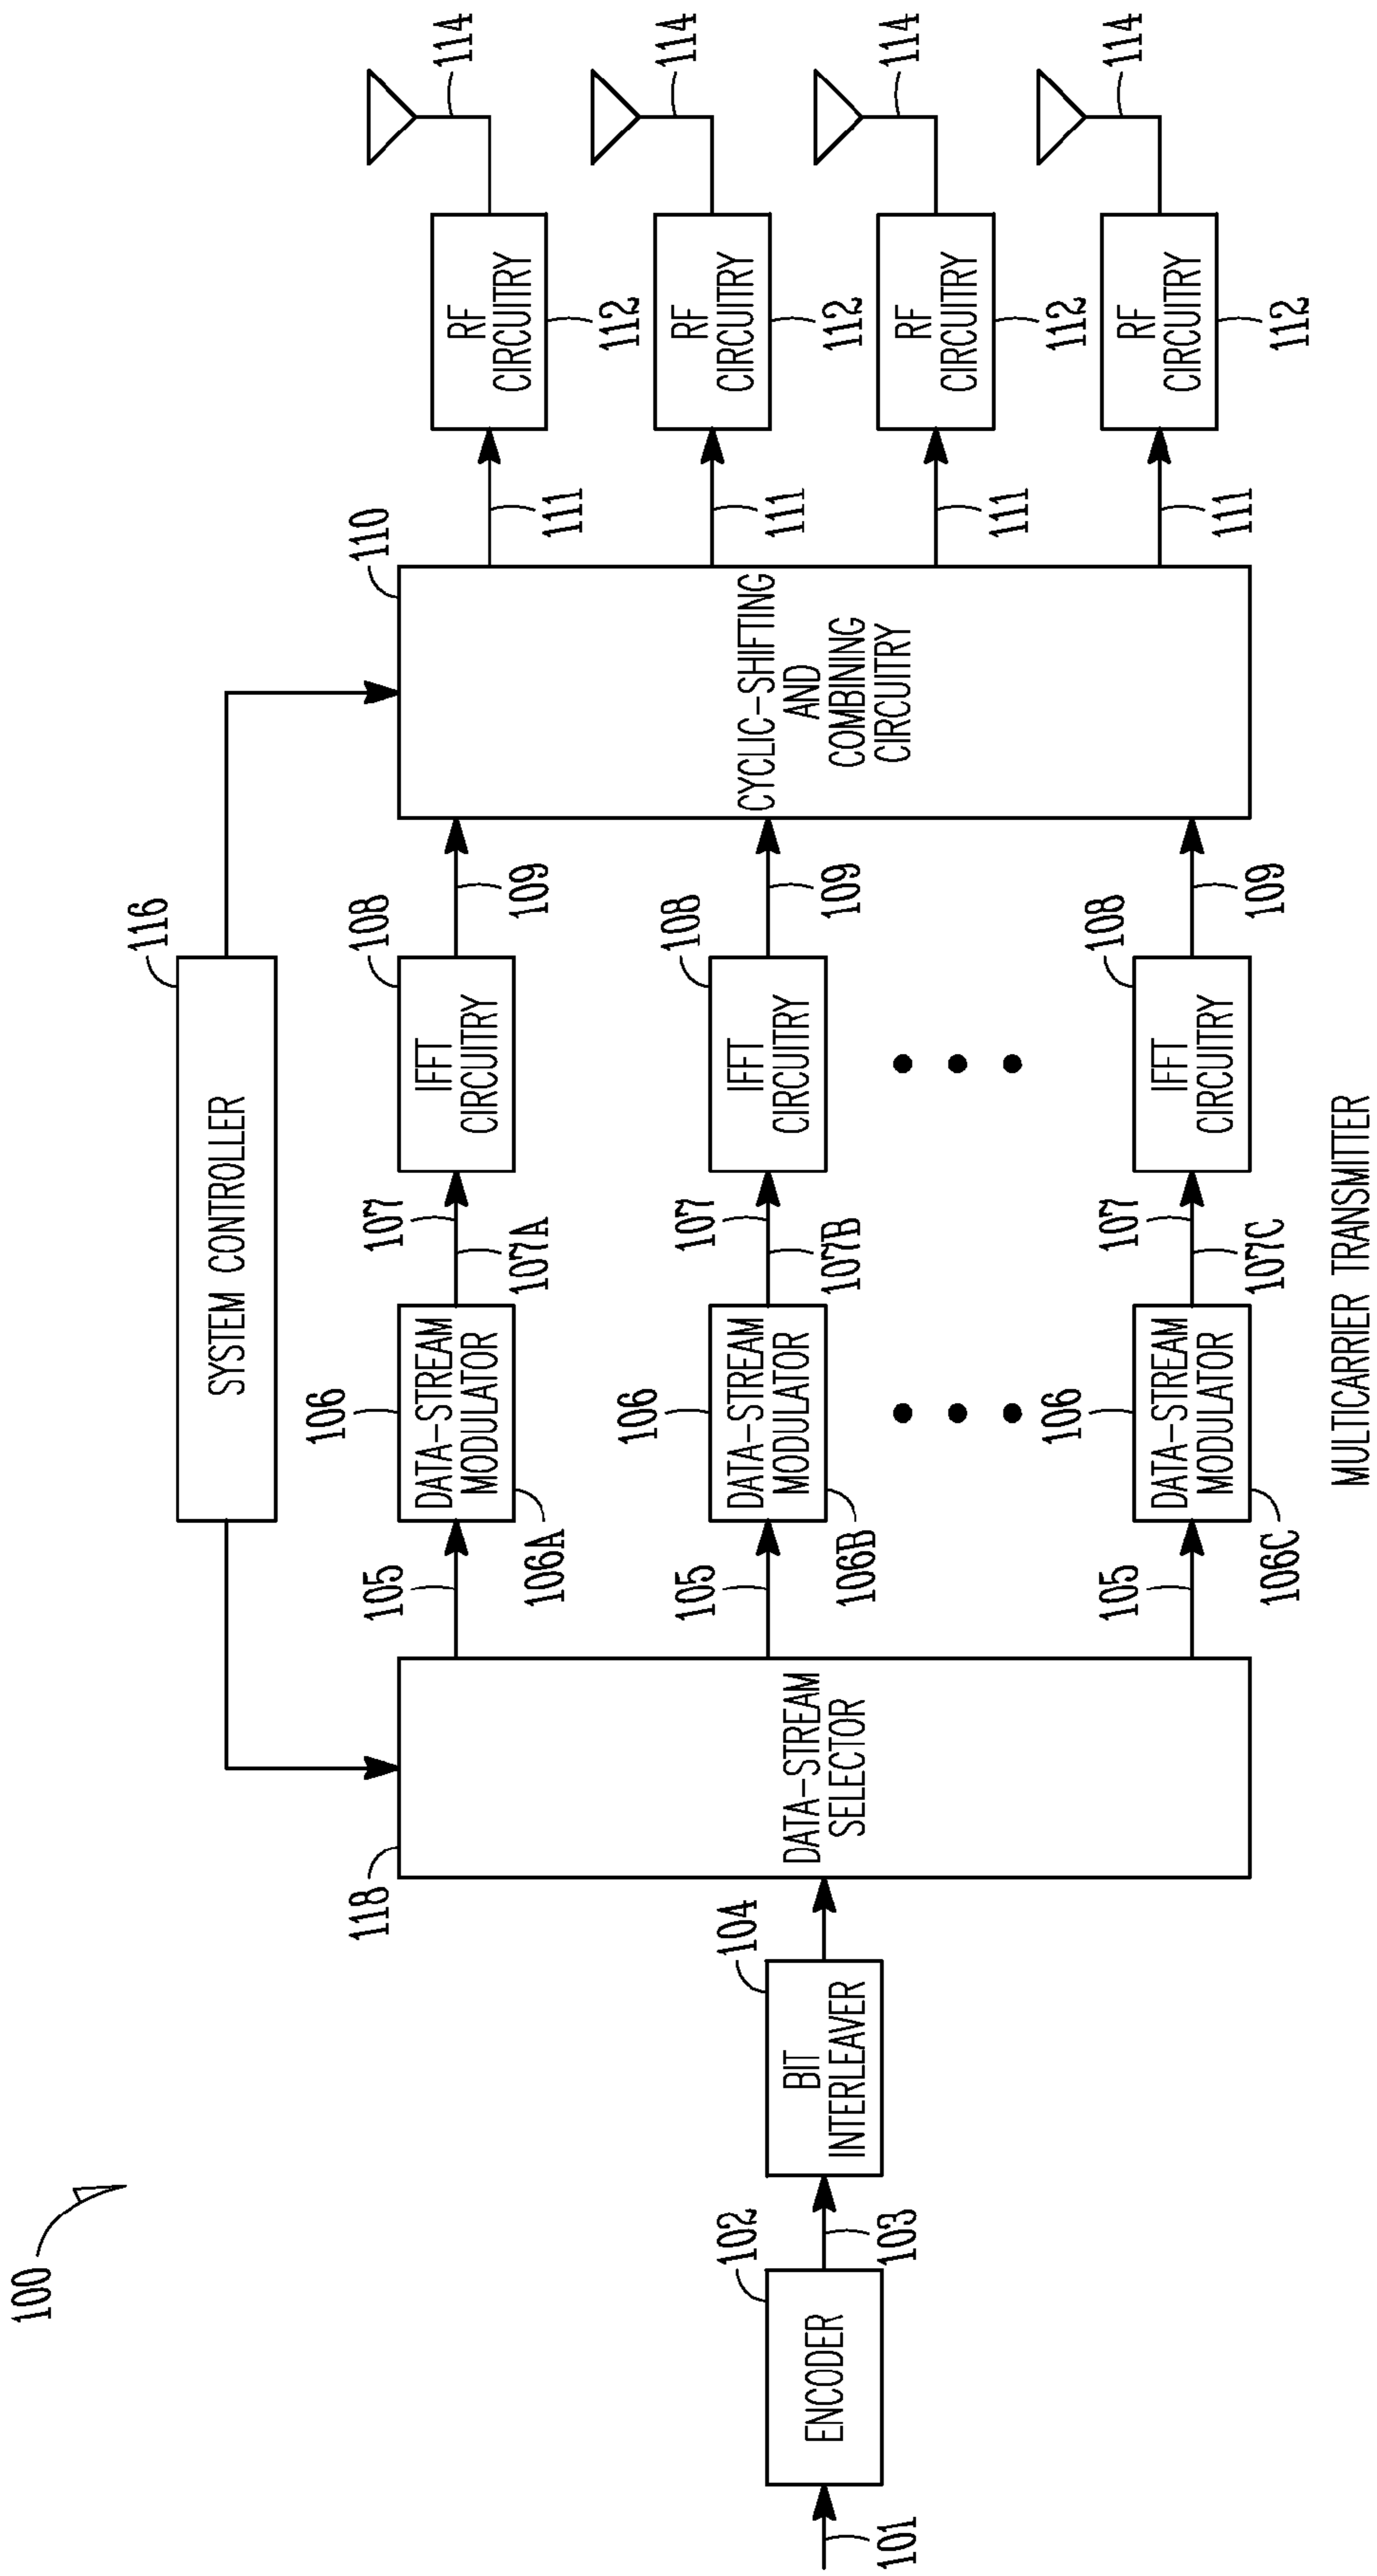 100
116
SYSTEM CONTROLLER
101
ENCODER
102
103
BIT
INTERLEAVER
104
118
DATA-STREAM
SELECTOR
105
106
DATA-STREAM
MODULATOR
106A
107
107A
108
IFFT
CIRCUITRY
109
105
106
DATA-STREAM
MODULATOR
106B
107
107B
108
IFFT
CIRCUITRY
109
105
106
DATA-STREAM
MODULATOR
106C
107
107C
108
IFFT
CIRCUITRY
109
110
CYCLIC-SHIFTING
AND
COMBINING
CIRCUITRY
111
RF
CIRCUITRY
112
114
111
RF
CIRCUITRY
112
114
111
RF
CIRCUITRY
112
114
111
RF
CIRCUITRY
112
114
MULTICARRIER TRANSMITTER